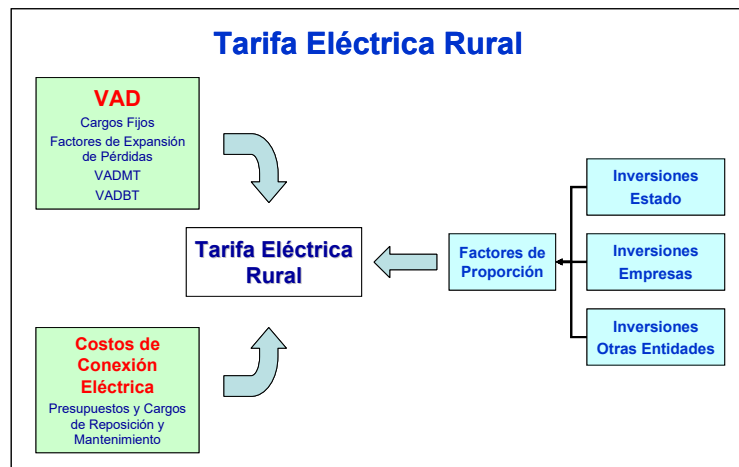 Tarifa Eléctrica Rural
VAD
Cargos Fijos
Factores de Expansión
de Pérdidas
VADMT
VADBT
Tarifa Eléctrica
Rural
Costos de
Conexión
Eléctrica
Presupuestos y Cargos
de Reposición y
Mantenimiento
Factores de
Proporción
Inversiones
Estado
Inversiones
Empresas
Inversiones
Otras Entidades